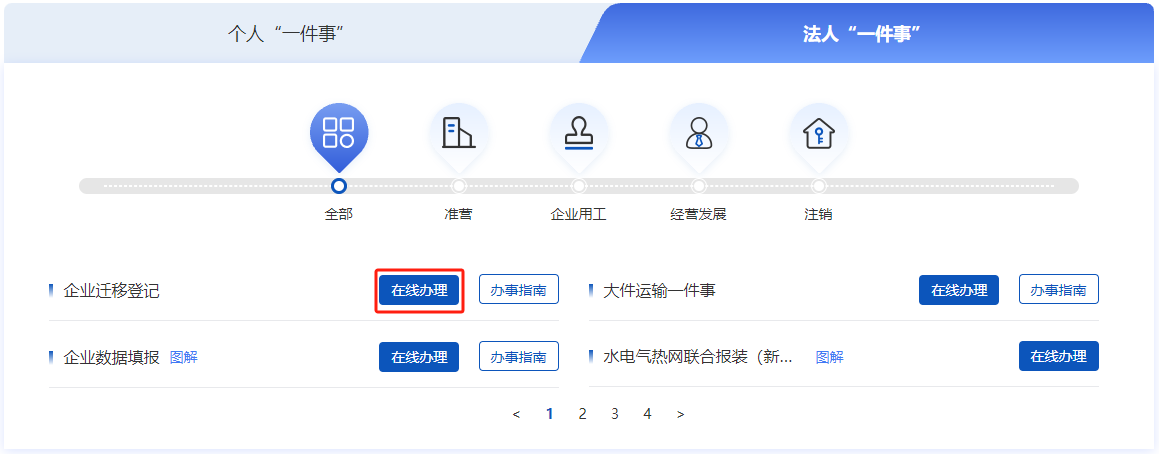 个人“一件事”
法人“一件事”
全部
准营
企业用工
经营发展
注销
企业迁移登记
在线办理
办事指南
大件运输一件事
在线办理
办事指南
企业数据填报
图解
在线办理
办事指南
水电气热网联合报装（新...
图解
在线办理
< 1 2 3 4 >